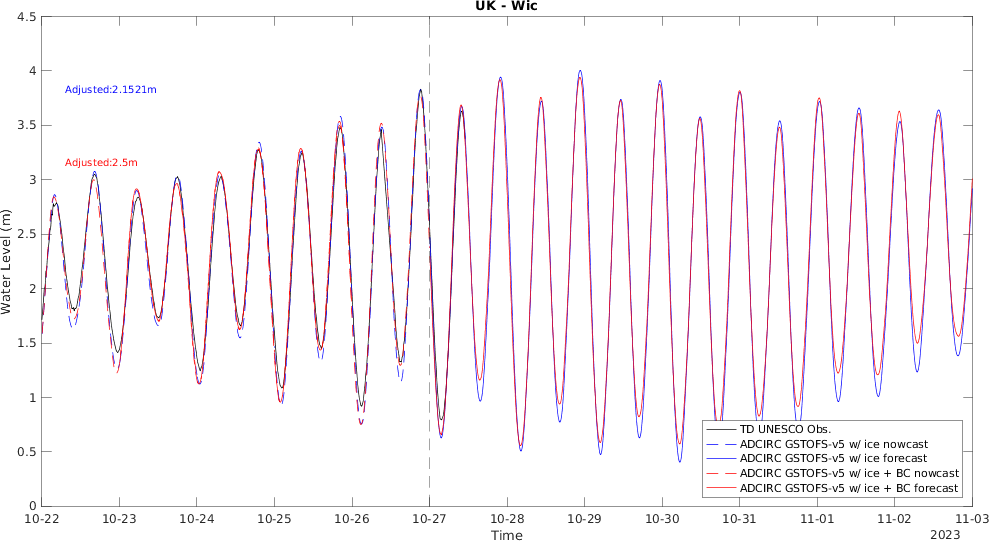 UK - Wic
4.5
4
3.5
3
2.5
2
1.5
1
0.5
0
Water Level (m)
Adjusted:2.1521m
Adjusted:2.5m
TD UNESCO Obs.
ADCIRC GSTOFS-v5 w/ ice nowcast
ADCIRC GSTOFS-v5 w/ ice forecast
ADCIRC GSTOFS-v5 w/ ice + BC nowcast
ADCIRC GSTOFS-v5 w/ ice + BC forecast
10-22 10-23 10-24 10-25 10-26 10-27 10-28 10-29 10-30 10-31 11-01 11-02 11-03
Time
2023